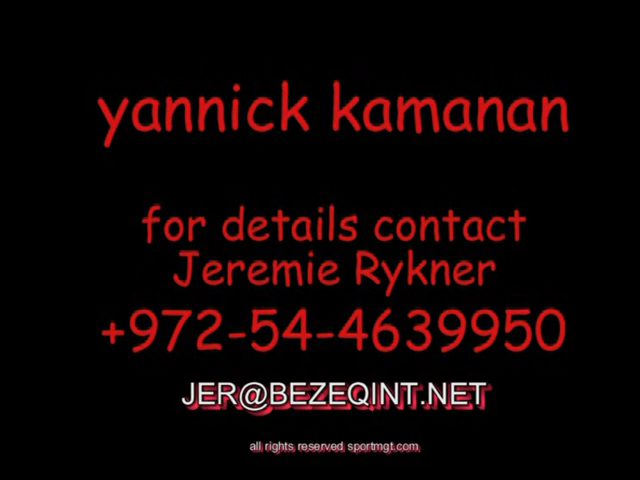 yannick kamanan
for details contact
Jeremie Rykner
+972-54-4639950
JER@BEZEQINT.NET
all rights reserved sportmgt.com